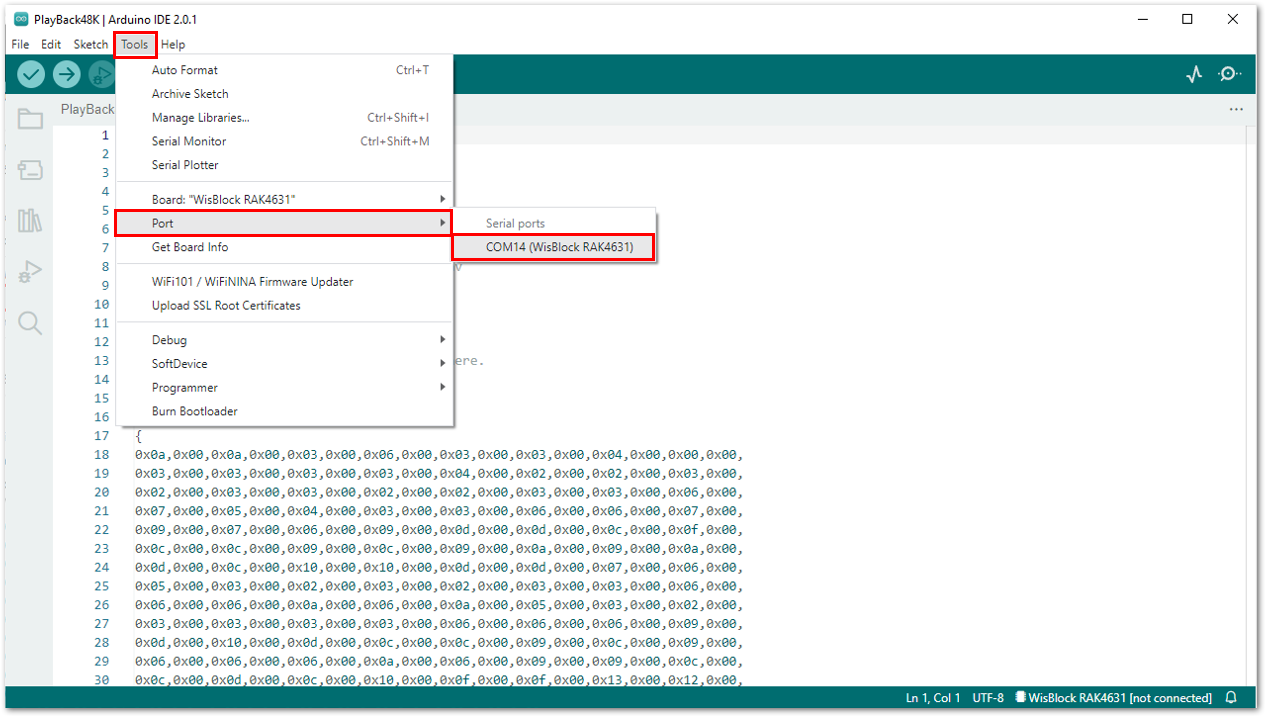 PlayBack48K | Arduino IDE 2.0.1
File Edit Sketch Tools Help
PlayBack
Auto Format Ctrl+T
Archive Sketch
Manage Libraries... Ctrl+Shift+I
Serial Monitor Ctrl+Shift+M
Serial Plotter
Board: "WisBlock RAK4631"
Port
Serial ports
COM14 (WisBlock RAK4631)
Get Board Info
WiFi101 / WiFiNINA Firmware Updater
Upload SSL Root Certificates
Debug
SoftDevice
Programmer
Burn Bootloader
1
2
3
4
5
6
7
8
9
10
11
12
13 ere.
14
15
16
17 {
18 0x0a,0x00,0x0a,0x00,0x03,0x00,0x06,0x00,0x03,0x00,0x03,0x00,0x04,0x00,0x00,0x00,
19 0x03,0x00,0x03,0x00,0x03,0x00,0x03,0x00,0x04,0x00,0x02,0x00,0x02,0x00,0x03,0x00,
20 0x02,0x00,0x03,0x00,0x03,0x00,0x02,0x00,0x02,0x00,0x03,0x00,0x03,0x00,0x06,0x00,
21 0x07,0x00,0x05,0x00,0x04,0x00,0x03,0x00,0x03,0x00,0x06,0x00,0x06,0x00,0x07,0x00,
22 0x09,0x00,0x07,0x00,0x06,0x00,0x09,0x00,0x0d,0x00,0x0d,0x00,0x0c,0x00,0x0f,0x00,
23 0x0c,0x00,0x0c,0x00,0x09,0x00,0x0c,0x00,0x09,0x00,0x0a,0x00,0x09,0x00,0x0a,0x00,
24 0x0d,0x00,0x0c,0x00,0x10,0x00,0x10,0x00,0x0d,0x00,0x0d,0x00,0x07,0x00,0x06,0x00,
25 0x05,0x00,0x03,0x00,0x02,0x00,0x03,0x00,0x02,0x00,0x03,0x00,0x03,0x00,0x06,0x00,
26 0x06,0x00,0x06,0x00,0x0a,0x00,0x06,0x00,0x0a,0x00,0x05,0x00,0x03,0x00,0x02,0x00,
27 0x03,0x00,0x03,0x00,0x03,0x00,0x03,0x00,0x06,0x00,0x06,0x00,0x06,0x00,0x09,0x00,
28 0x0d,0x00,0x10,0x00,0x0d,0x00,0x0c,0x00,0x0c,0x00,0x09,0x00,0x0c,0x00,0x09,0x00,
29 0x06,0x00,0x06,0x00,0x06,0x00,0x0a,0x00,0x06,0x00,0x09,0x00,0x09,0x00,0x0c,0x00,
30 0x0c,0x00,0x0d,0x00,0x0c,0x00,0x10,0x00,0x0f,0x00,0x0f,0x00,0x13,0x00,0x12,0x00,
Ln 1, Col 1 UTF-8 WisBlock RAK4631 [not connected]